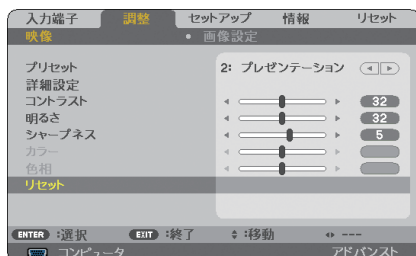 入力端子 調整 セットアップ 情報 リセット
映像 • 画像設定
プリセット 2: プレゼンテーション
詳細設定
コントラスト 32
明るさ 32
シャープネス 5
カラー
色相
リセット
ENTER :選択 EXIT :終了 :移動 ---
コンピュータ アドバンスト